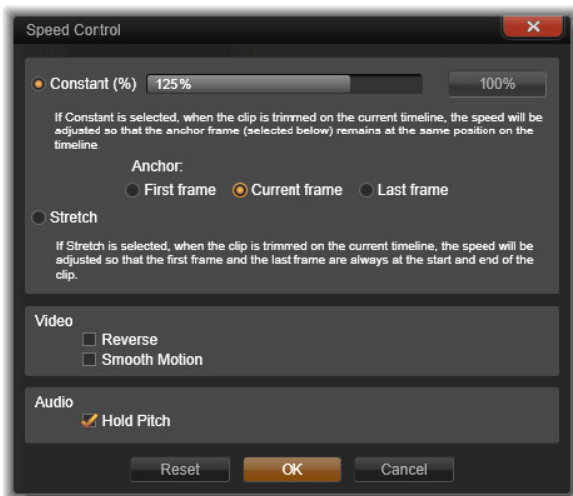 Speed Control
Constant (%) 125% 100%
If Constant is selected, when the clip is trimmed on the current timeline, the speed will be
adjusted so that the anchor frame (selected below) remains at the same position on the
timeline.
Anchor:
First frame Current frame Last frame
Stretch
If Stretch is selected, when the clip is trimmed on the current timeline, the speed will be
adjusted so that the first frame and the last frame are always at the start and end of the
clip.
Video
Reverse
Smooth Motion
Audio
Hold Pitch
Reset OK Cancel